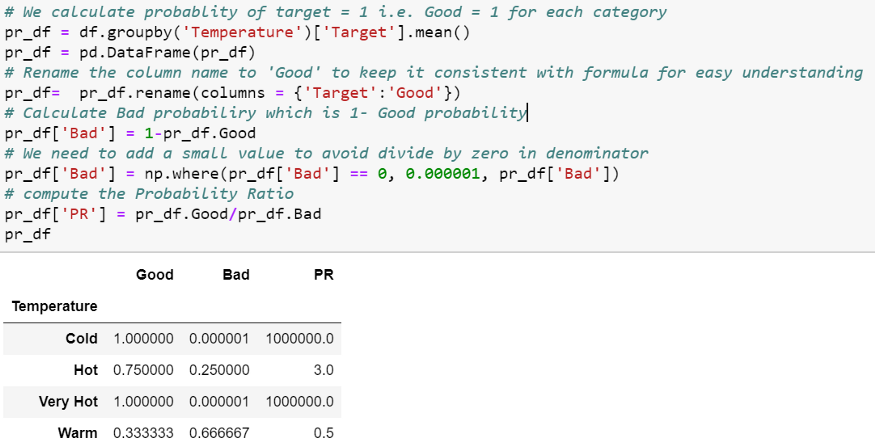 # We calculate probablity of target = 1 i.e. Good = 1 for each category
pr_df = df.groupby('Temperature')['Target'].mean()
pr_df = pd.DataFrame(pr_df)
# Rename the column name to 'Good' to keep it consistent with formula for easy understanding
pr_df=  pr_df.rename(columns = {'Target':'Good'})
# Calculate Bad probabiliry which is 1- Good probability
pr_df['Bad'] = 1-pr_df.Good
# We need to add a small value to avoid divide by zero in denominator
pr_df['Bad'] = np.where(pr_df['Bad'] == 0, 0.000001, pr_df['Bad'])
# compute the Probability Ratio
pr_df['PR'] = pr_df.Good/pr_df.Bad
pr_df
Good Bad PR
Temperature
Cold 1.000000 0.000001 1000000.0
Hot 0.750000 0.250000 3.0
Very Hot 1.000000 0.000001 1000000.0
Warm 0.333333 0.666667 0.5